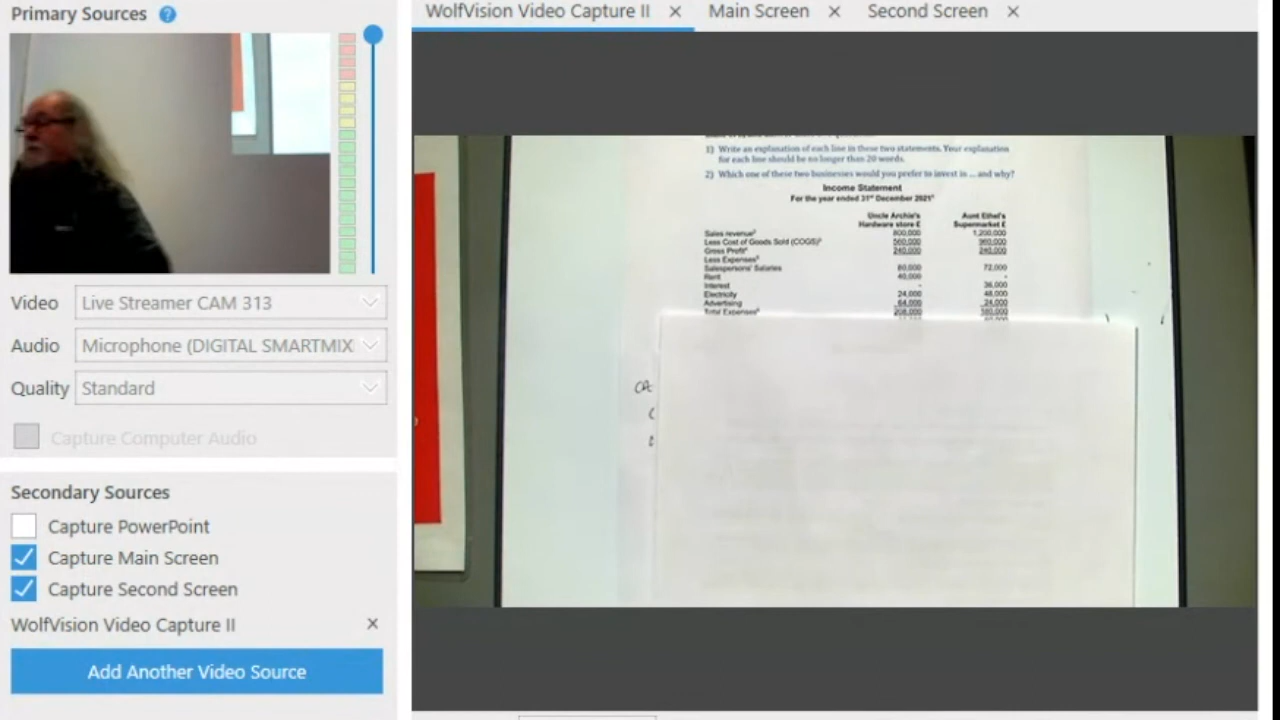 Primary Sources ?
WolfVision Video Capture II × Main Screen × Second Screen ×
Video Live Streamer CAM 313
Audio Microphone (DIGITAL SMARTMIX
Quality Standard
Capture Computer Audio
Secondary Sources
Capture PowerPoint
Capture Main Screen
Capture Second Screen
WolfVision Video Capture II ×
Add Another Video Source
1) Write an explanation of each line in these two statements. Your explanation
for each line should be no longer than 20 words.
2) Which one of these two businesses would you prefer to invest in ... and why?
Income Statement
For the year ended 31st December 2021
Uncle Archie's Aunt Ethel's
Hardware store £ Supermarket £
Sales revenue 800,000 1,200,000
Less Cost of Goods Sold (COGS) 560,000 960,000
Gross Profit 240,000 240,000
Less Expenses
Salespersons' Salaries 80,000 72,000
Rent 40,000 -
Interest - 36,000
Electricity 24,000 48,000
Advertising 64,000 24,000
Total Expenses 208,000 180,000